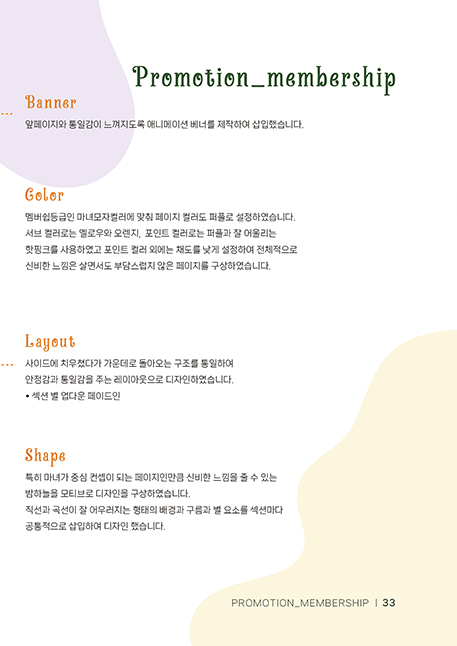 Promotion_membership
Banner
앞페이지와 통일감이 느껴지도록 애니메이션 베너를 제작하여 삽입했습니다.
Color
멤버쉽등급인 마녀모자컬러에 맞춰 페이지 컬러도 퍼플로 설정하였습니다.
서브 컬러로는 옐로우와 오렌지, 포인트 컬러로는 퍼플과 잘 어울리는
핫핑크를 사용하였고 포인트 컬러 외에는 채도를 낮게 설정하여 전체적으로
신비한 느낌은 살면서도 부담스럽지 않은 페이지를 구상하였습니다.
Layout
사이드에 치우쳤다가 가운데로 돌아오는 구조를 통일하여
안정감과 통일감을 주는 레이아웃으로 디자인하였습니다.
• 섹션 별 업다운 페이드인
Shape
특히 마녀가 중심 컨셉이 되는 페이지인만큼 신비한 느낌을 줄 수 있는
밤하늘을 모티브로 디자인을 구상하였습니다.
직선과 곡선이 잘 어우러지는 형태의 배경과 구름과 별 요소를 섹션마다
공통적으로 삽입하여 디자인 했습니다.
PROMOTION_MEMBERSHIP | 33